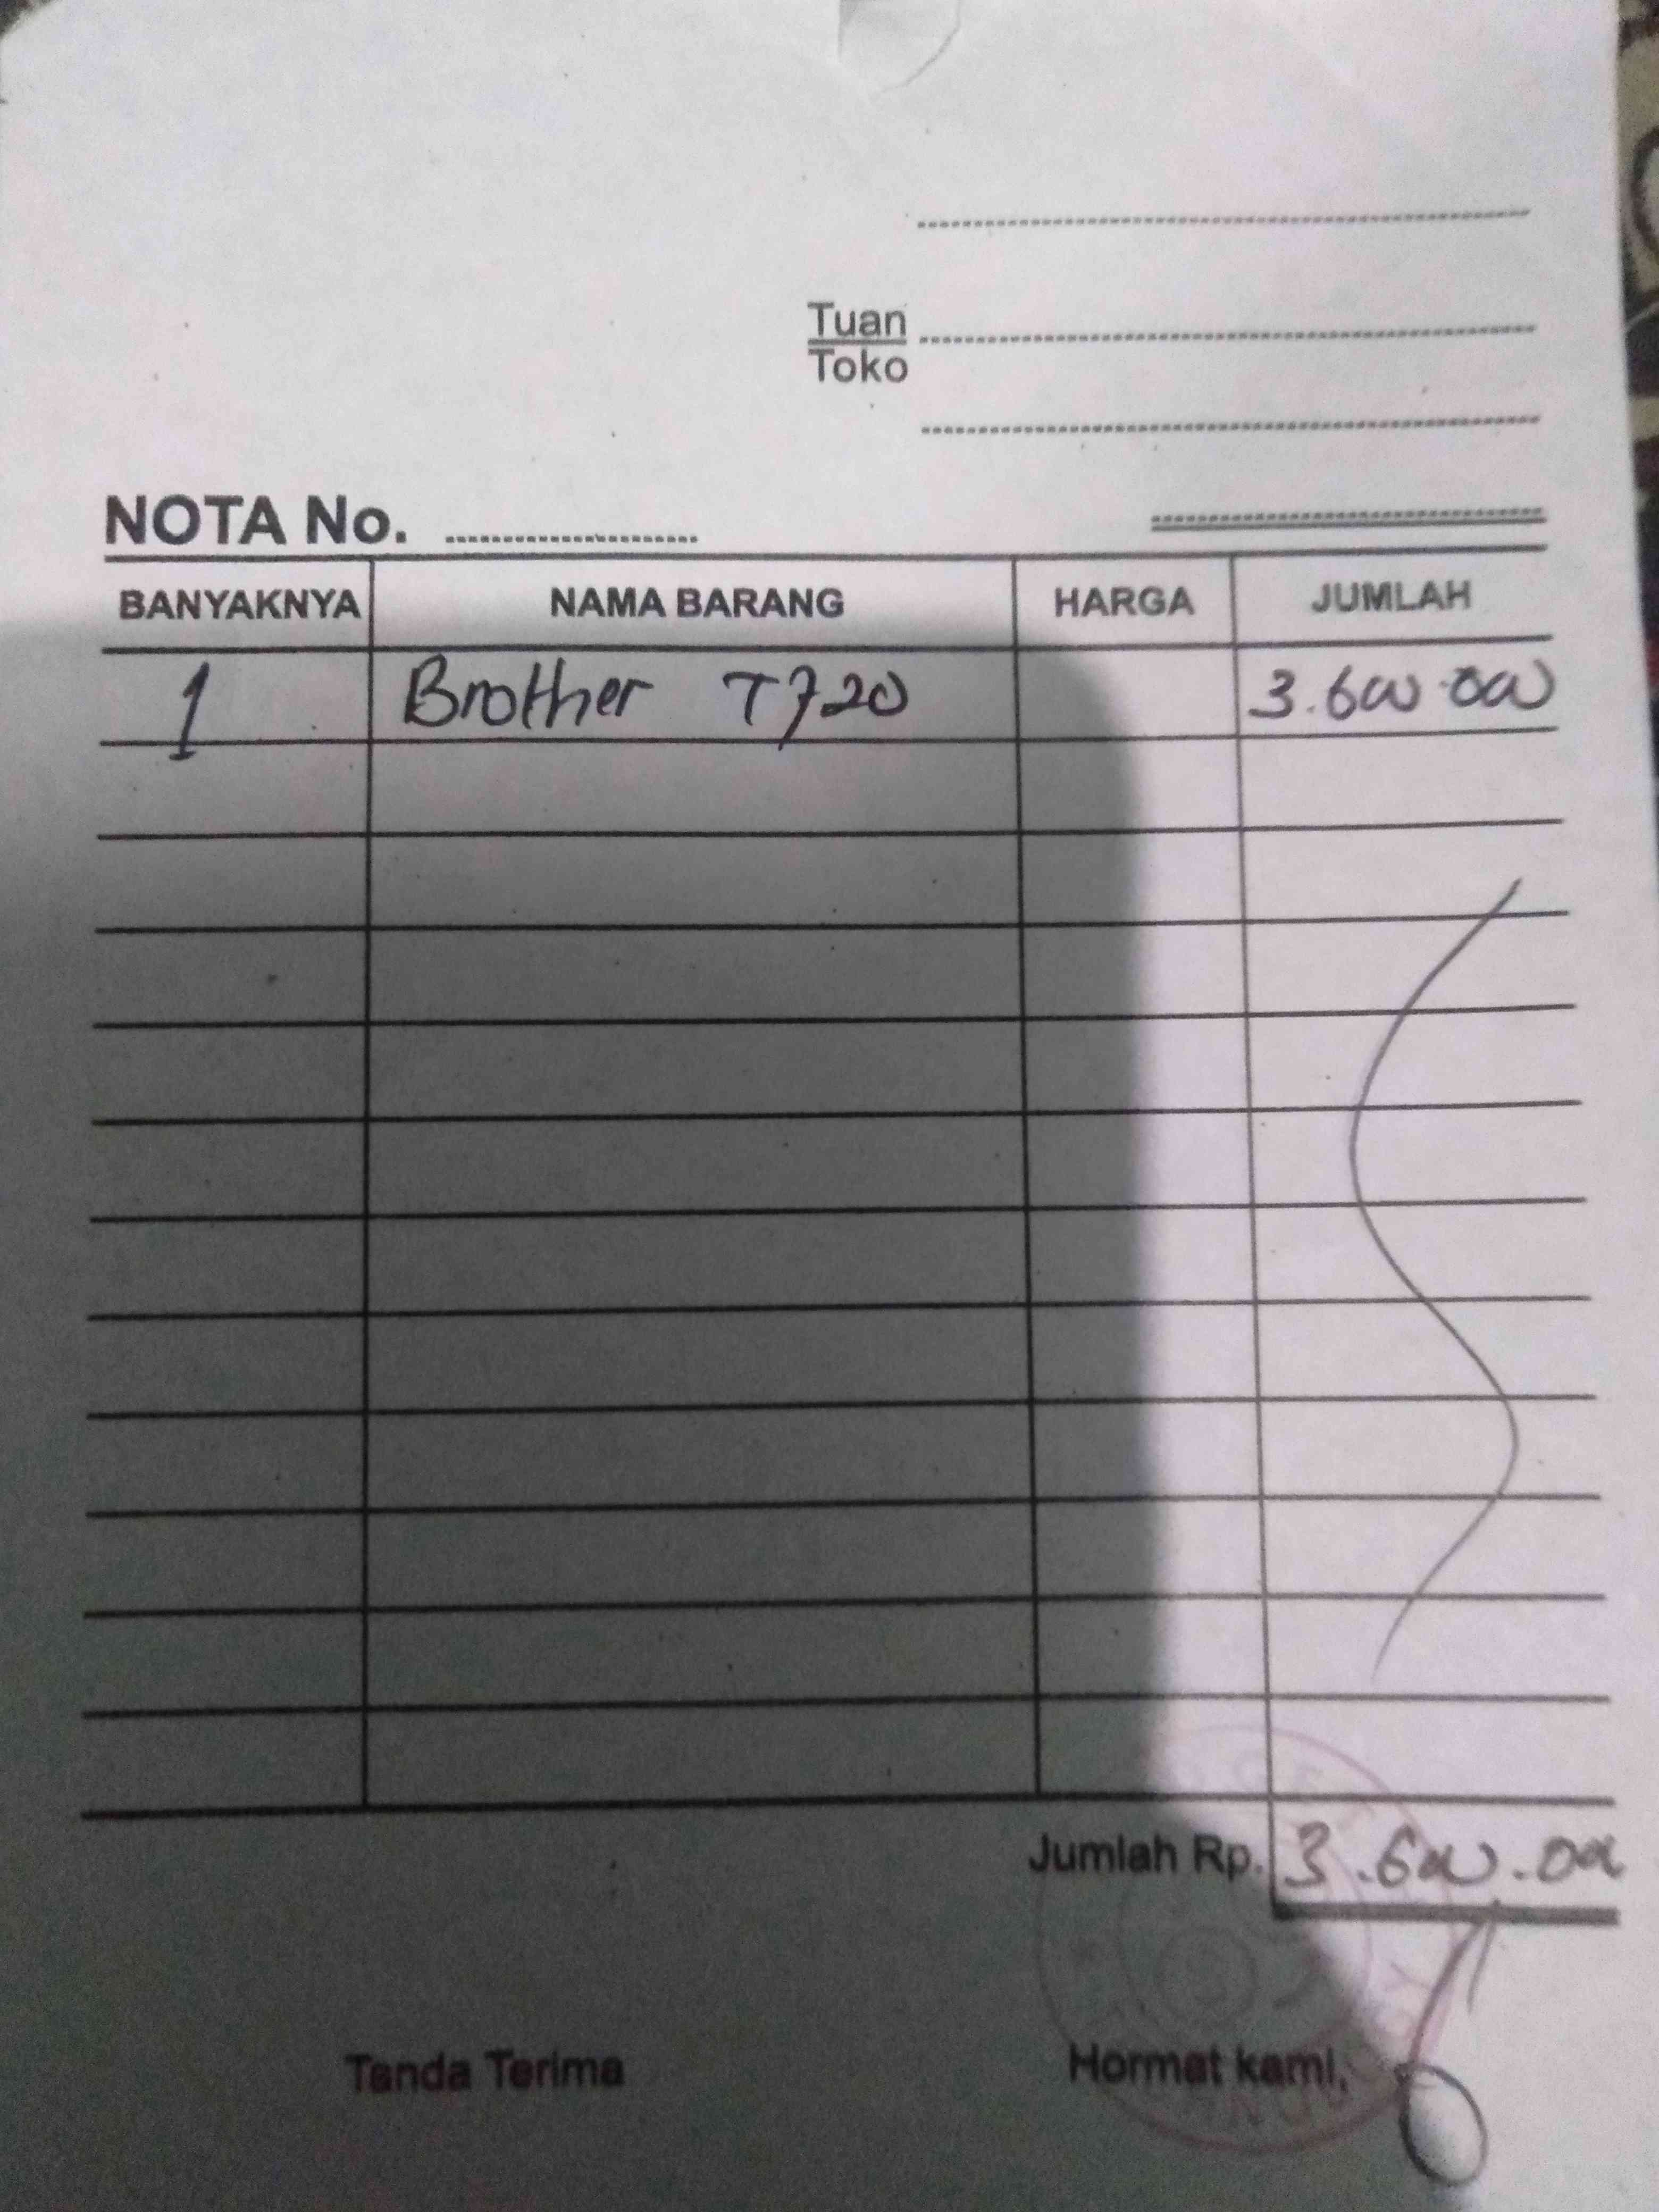 Tuan
Toko
NOTA No.
BANYAKNYA NAMA BARANG HARGA JUMLAH
1 Brother T720 3.600.000
Jumlah Rp. 3.600.000
Tanda Terima Hormat kami,